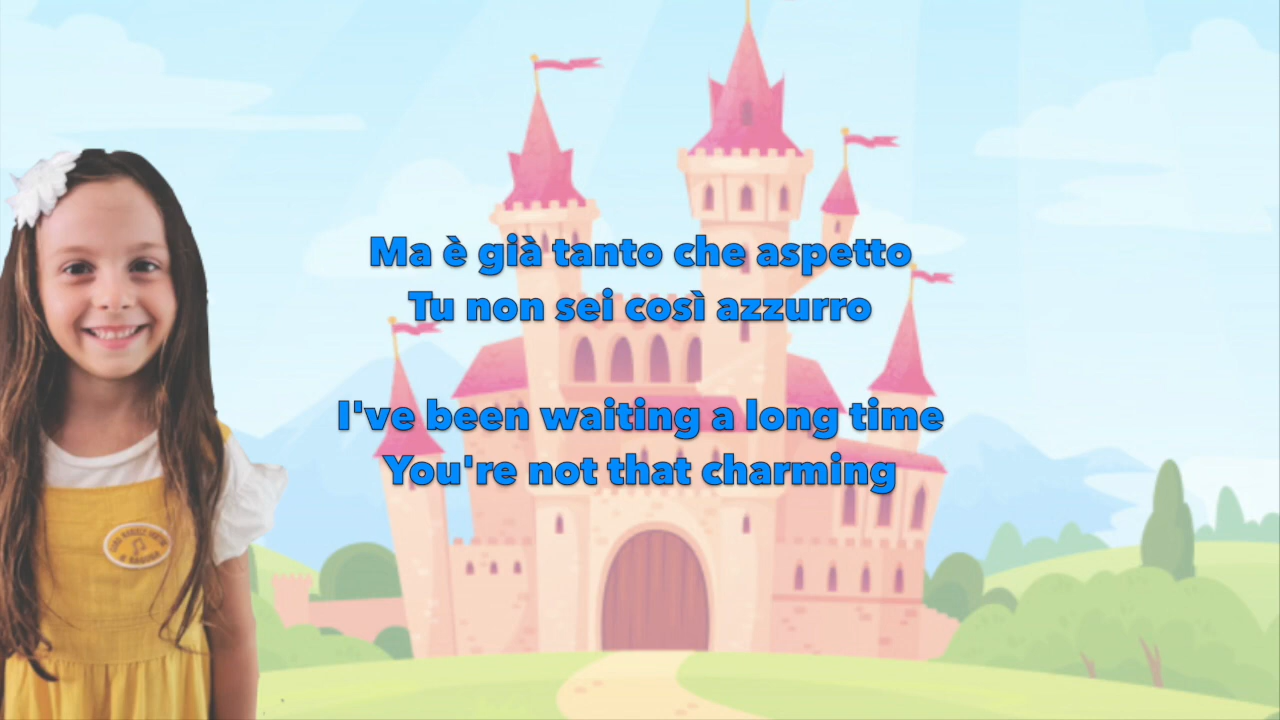 Ma è già tanto che aspetto
Tu non sei così azzurro
I've been waiting a long time
You're not that charming